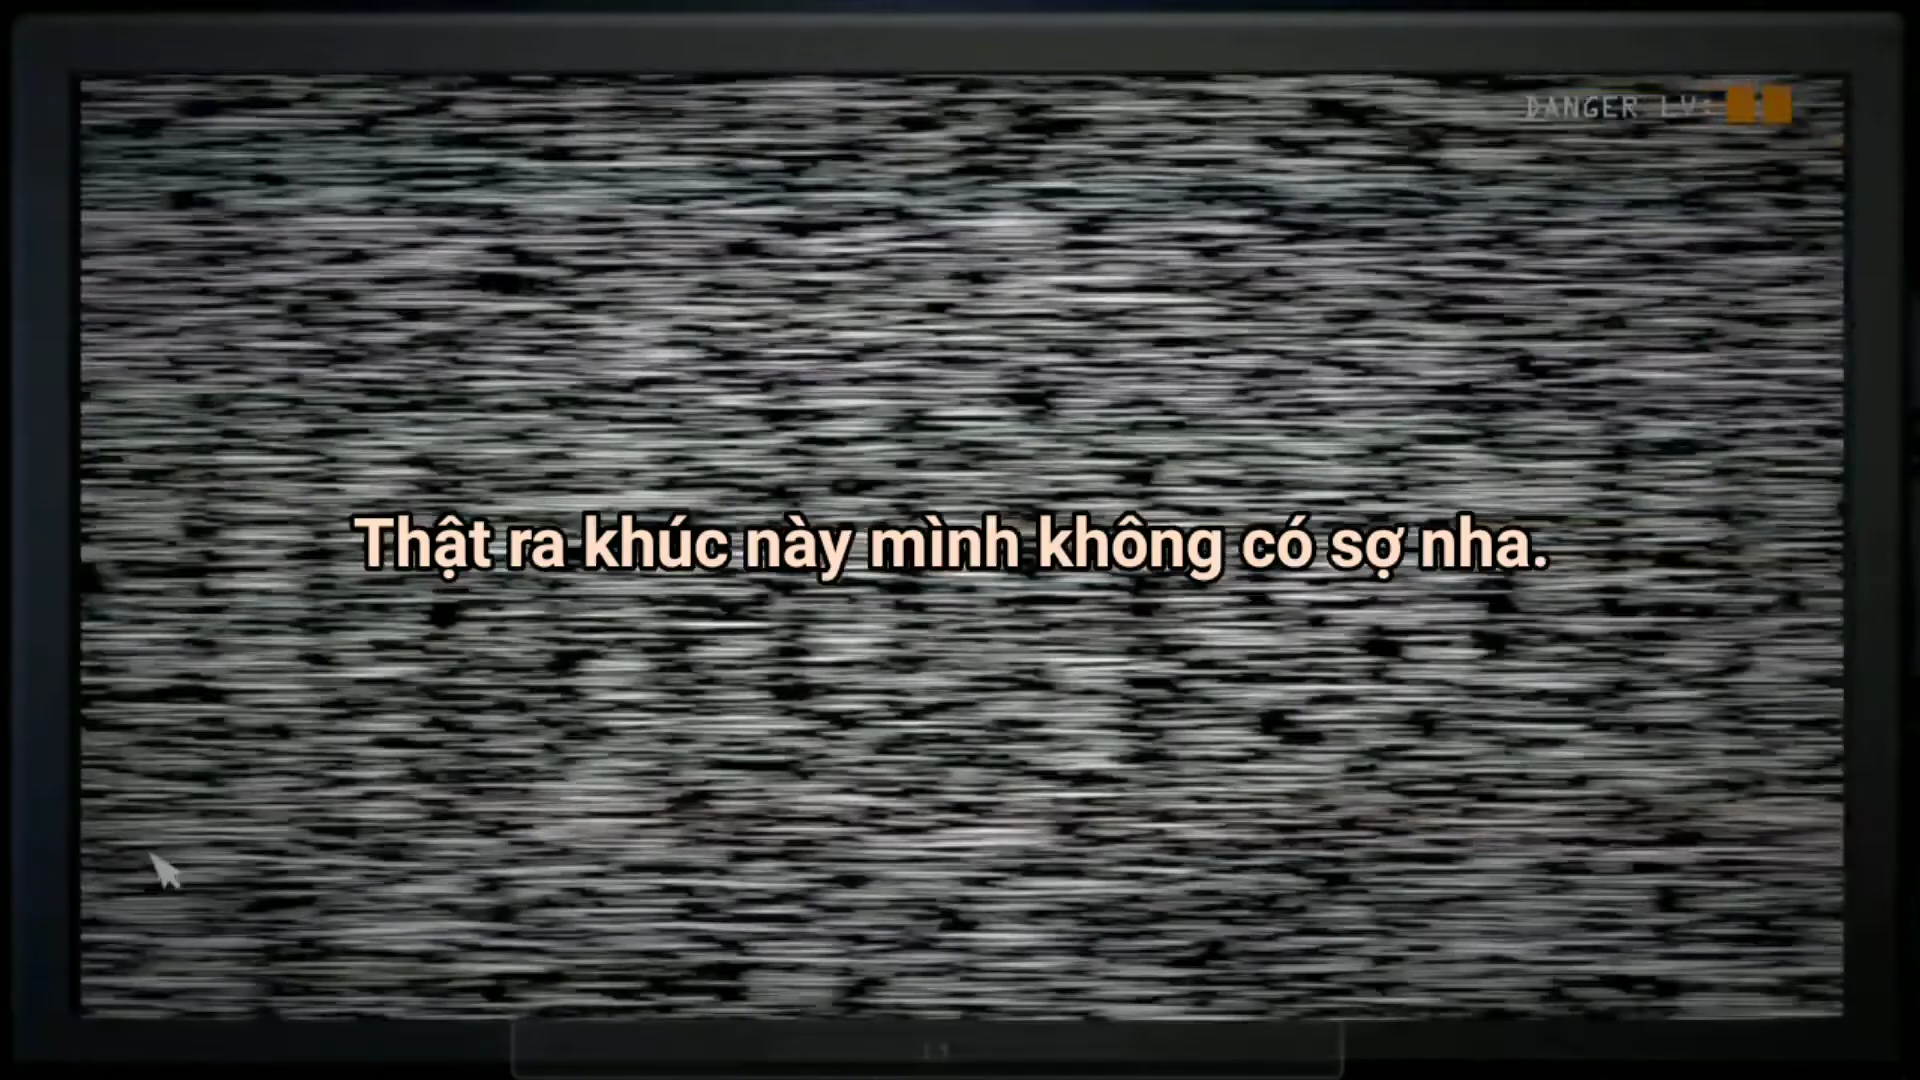 DANGER LV:
Thật ra khúc này mình không có sợ nha.